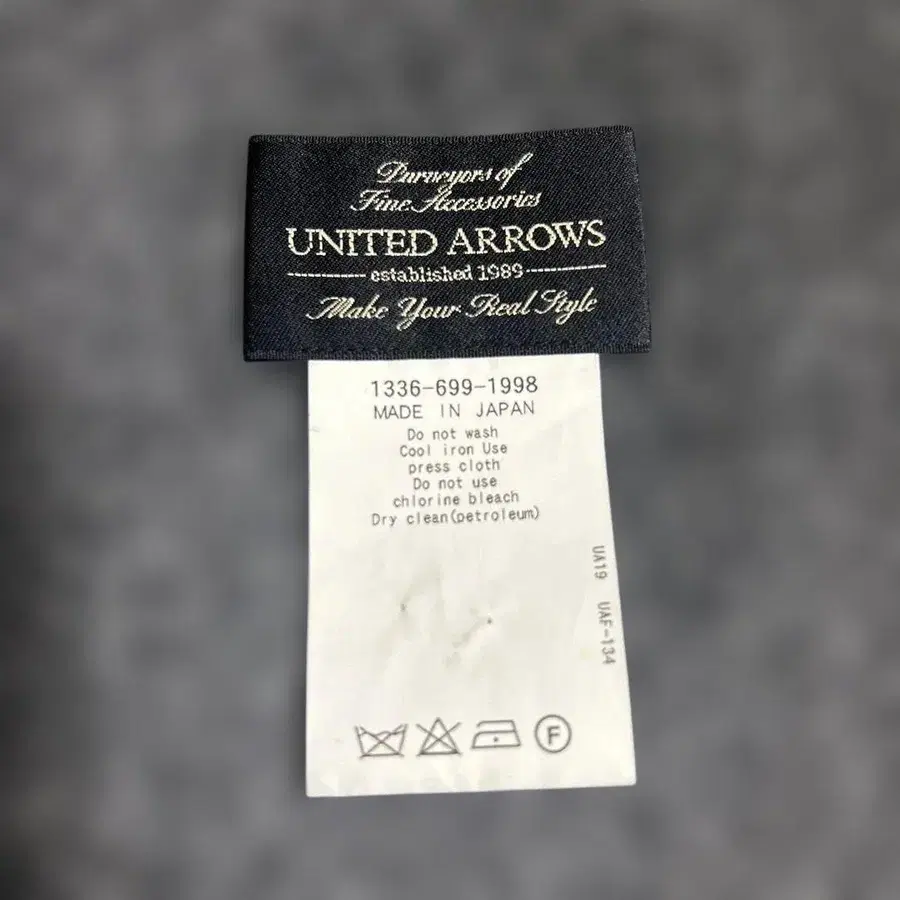 Purveyors of
Fine Accessories
UNITED ARROWS
established 1989
Make Your Real Style
1336-699-1998
MADE IN JAPAN
Do not wash
Cool iron Use
press cloth
Do not use
chlorine bleach
Dry clean(petroleum)
UA19 UAF-134
F